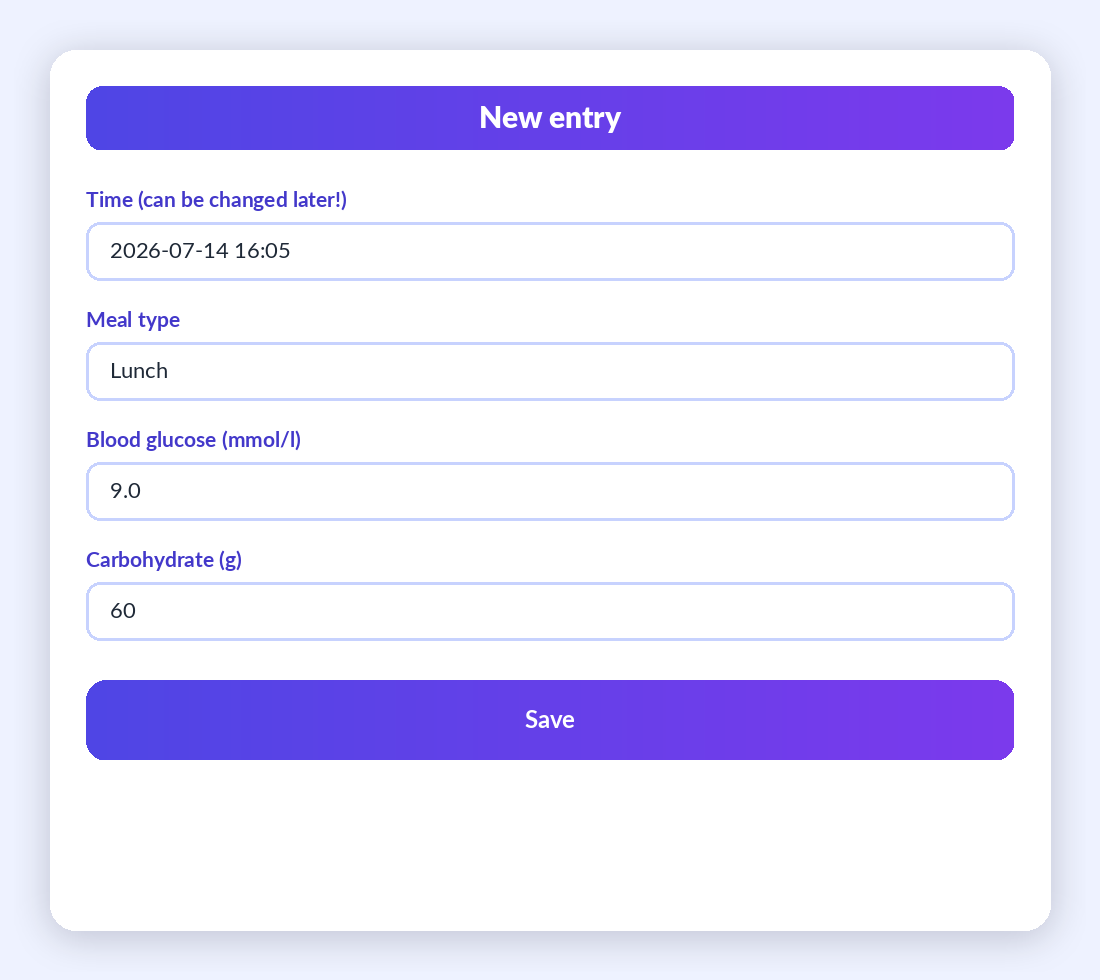 New entry
Time (can be changed later!)
2026-07-14 16:05
Meal type
Lunch
Blood glucose (mmol/l)
9.0
Carbohydrate (g)
60
Save